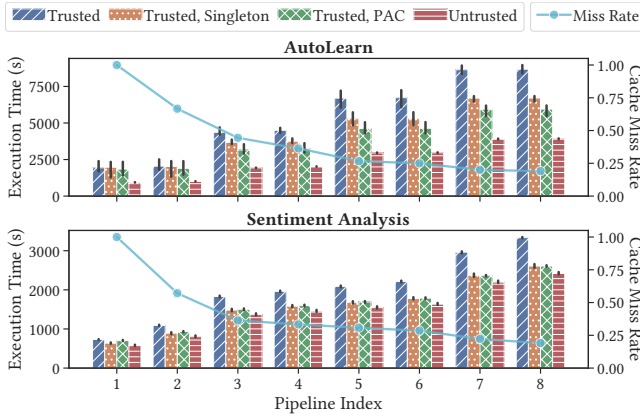 Trusted Trusted, Singleton Trusted, PAC Untrusted Miss Rate
AutoLearn
Execution Time (s)
7500
5000
2500
0
1.00
0.75
0.50
0.25
0.00
Cache Miss Rate
Sentiment Analysis
Execution Time (s)
3000
2000
1000
0
1.00
0.75
0.50
0.25
0.00
Cache Miss Rate
1 2 3 4 5 6 7 8
Pipeline Index